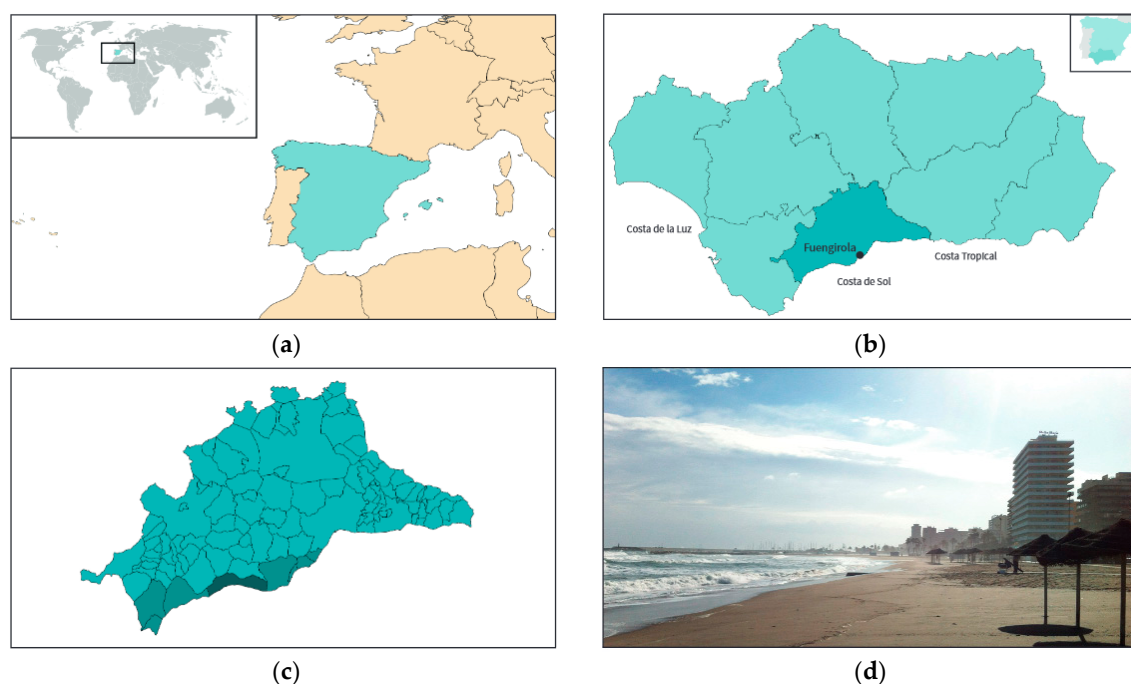 (a)
Costa de la Luz
Fuengirola
Costa Tropical
Costa de Sol
(b)
(c)
(d)